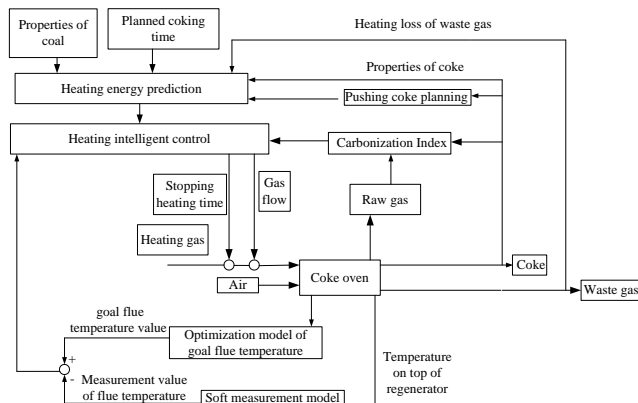 Properties of
coal
Planned coking
time
Heating loss of waste gas
Heating energy prediction
Properties of coke
Pushing coke planning
Heating intelligent control
Carbonization Index
Stopping
heating time
Gas
flow
Raw gas
Heating gas
Air
Coke oven
Coke
Waste gas
goal flue
temperature value
Optimization model of
goal flue temperature
Temperature
on top of
regenerator
+
-
Measurement value
of flue temperature
Soft measurement model